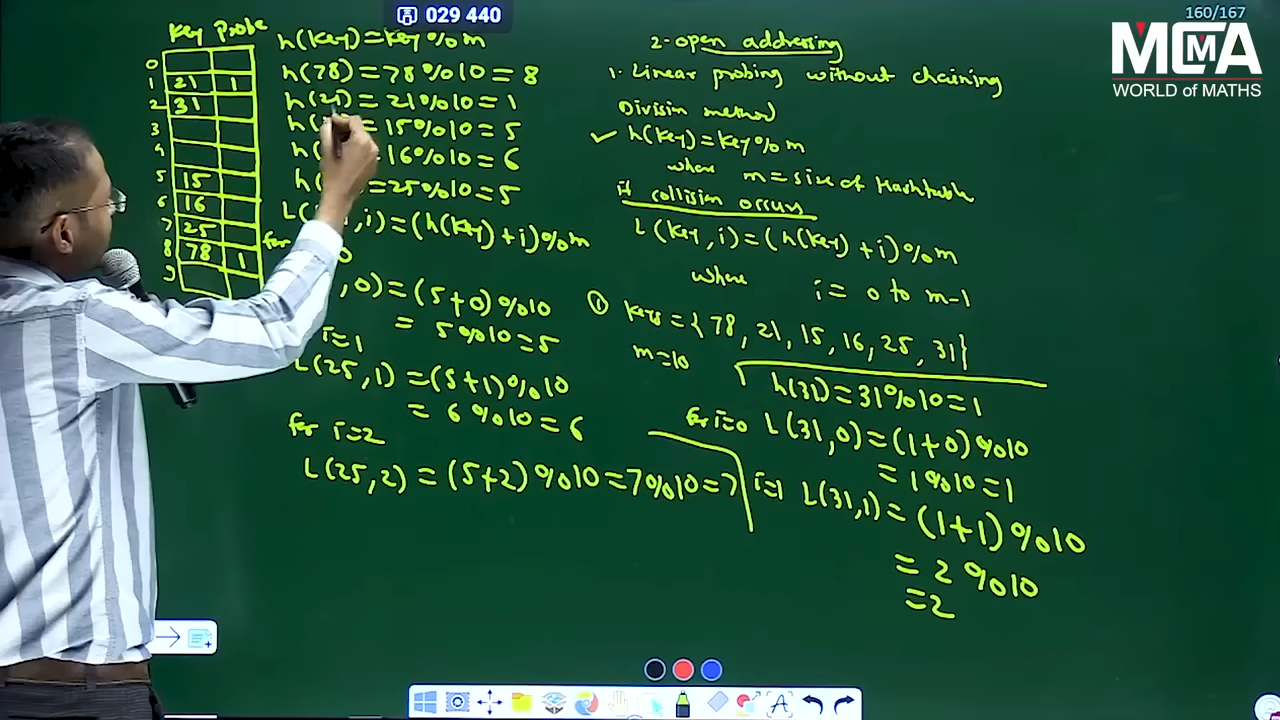 029 440
160/167
MCMA
WORLD of MATHS
Key Probe
0
1 21 1
2 31
3
4
5 15
6 16
7 25
8 78 1
9
h(Key)=Key%m
h(78)=78%10=8
h(21)=21%10=1
=15%10=5
=16%10=6
=25%10=5
,i)=(h(Key)+i)%m
for
,0)=(5+0)%10
=5%10=5
i=1
L(25,1)=(5+1)%10
=6%10=6
for i=2
L(25,2)=(5+2)%10=7%10=7
2-open addressing
1. Linear probing without chaining
Division method
✓ h(Key)=Key%m
where m=size of Hashtable
if collision occurs
L(Key,i)=(h(Key)+i)%m
where i=0 to m-1
① Keys={78, 21, 15, 16, 25, 31}
m=10
h(31)=31%10=1
for i=0 L(31,0)=(1+0)%10
=1%10=1
i=1 L(31,1)=(1+1)%10
=2%10
=2